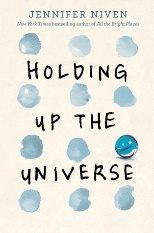 JENNIFER NIVEN
New York Times bestselling author of All the Bright Places
HOLDING
UP THE
UNIVERSE